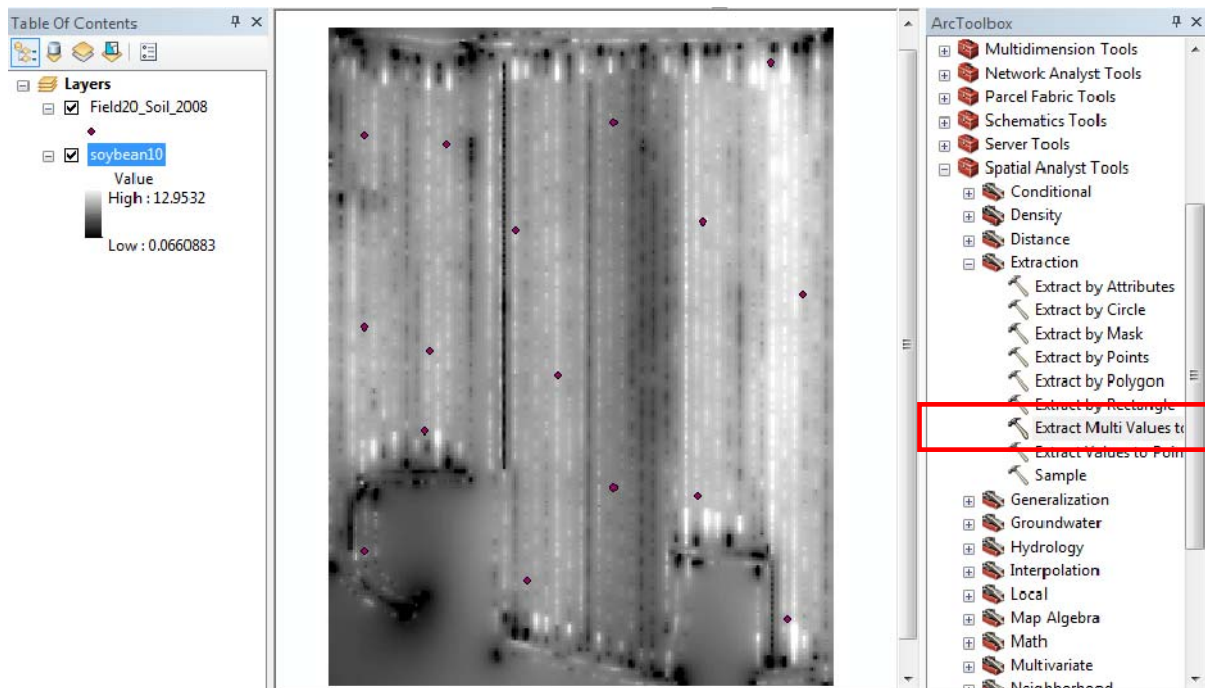 Table Of Contents
Layers
Field20_Soil_2008
soybean10
Value
High : 12.9532
Low : 0.0660883
ArcToolbox
Multidimension Tools
Network Analyst Tools
Parcel Fabric Tools
Schematics Tools
Server Tools
Spatial Analyst Tools
Conditional
Density
Distance
Extraction
Extract by Attributes
Extract by Circle
Extract by Mask
Extract by Points
Extract by Polygon
Extract by Rectangle
Extract Multi Values to
Extract Values to Poin
Sample
Generalization
Groundwater
Hydrology
Interpolation
Local
Map Algebra
Math
Multivariate
Neighborhood